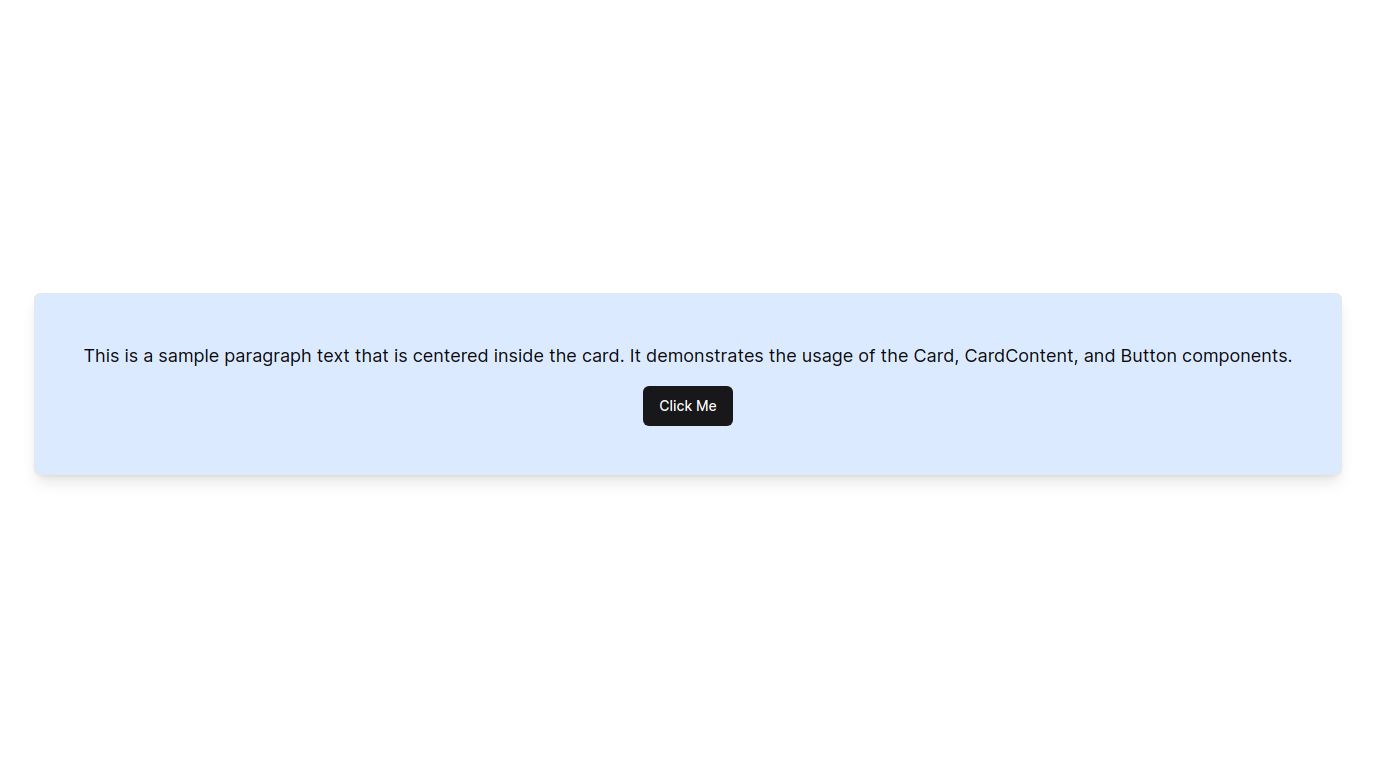 This is a sample paragraph text that is centered inside the card. It demonstrates the usage of the Card, CardContent, and Button components.
Click Me